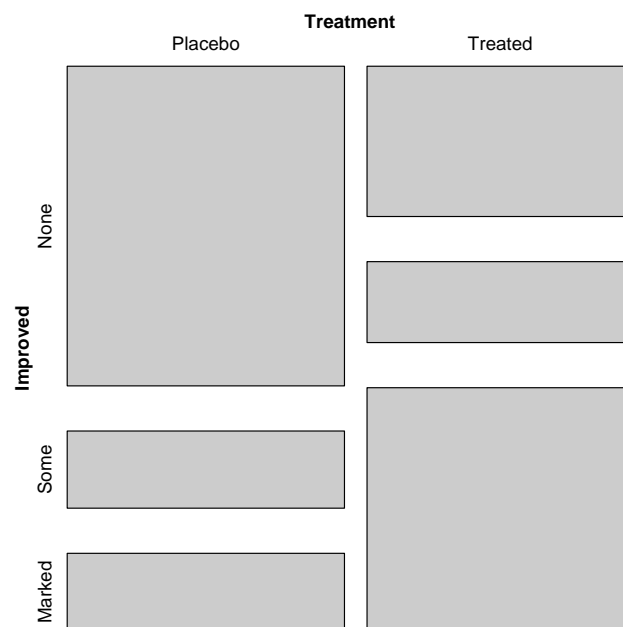 Treatment
Placebo Treated
Improved
None
Some
Marked